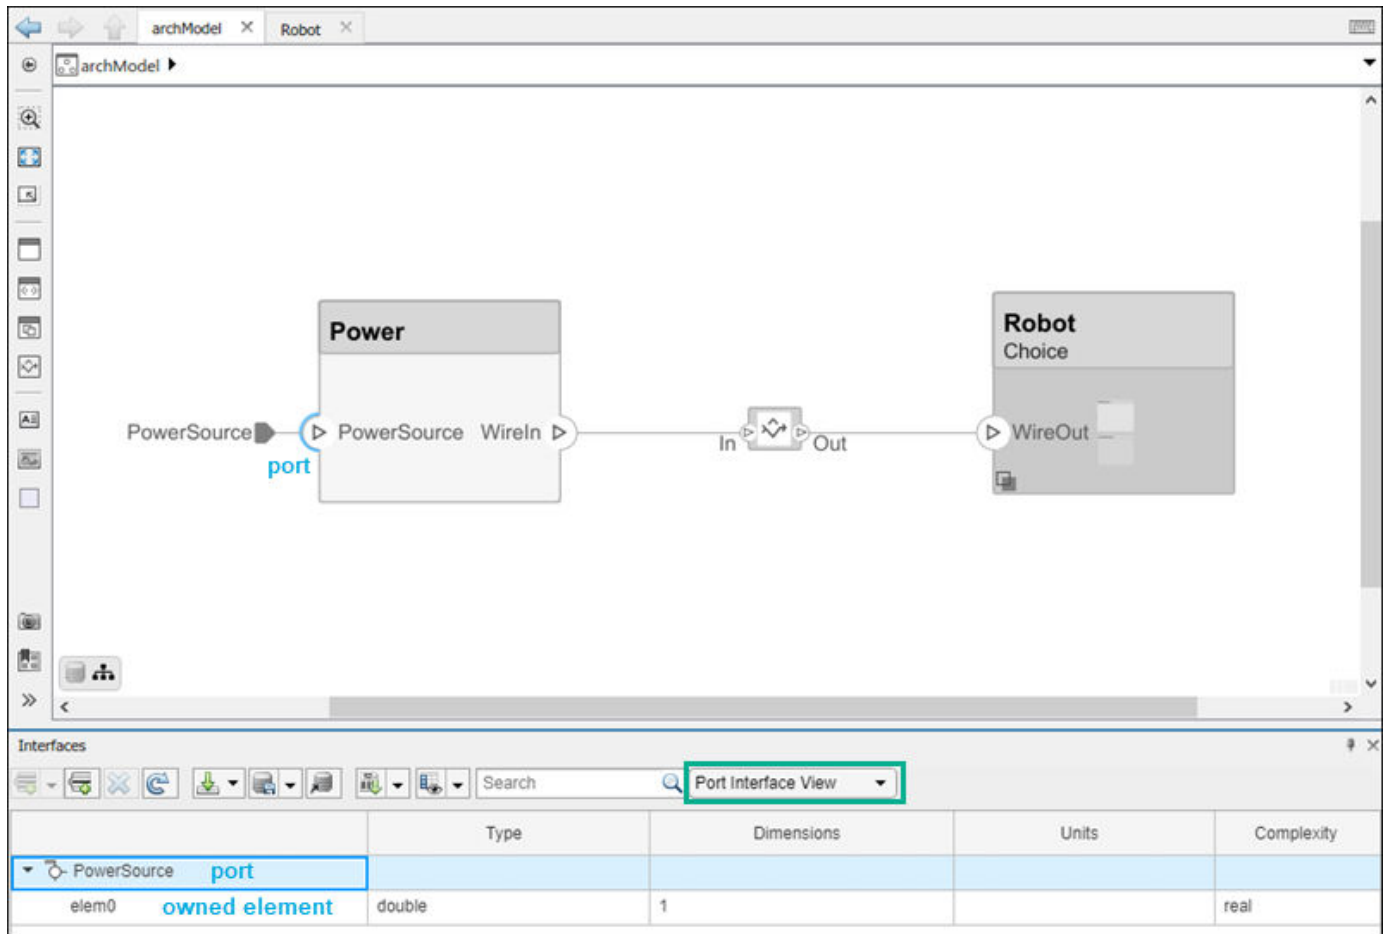 archModel
Robot
archModel
Power
Robot
Choice
PowerSource
PowerSource
WireIn
In
Out
WireOut
port
Interfaces
Search
Port Interface View
Type
Dimensions
Units
Complexity
PowerSource
port
elem0
owned element
double
1
real